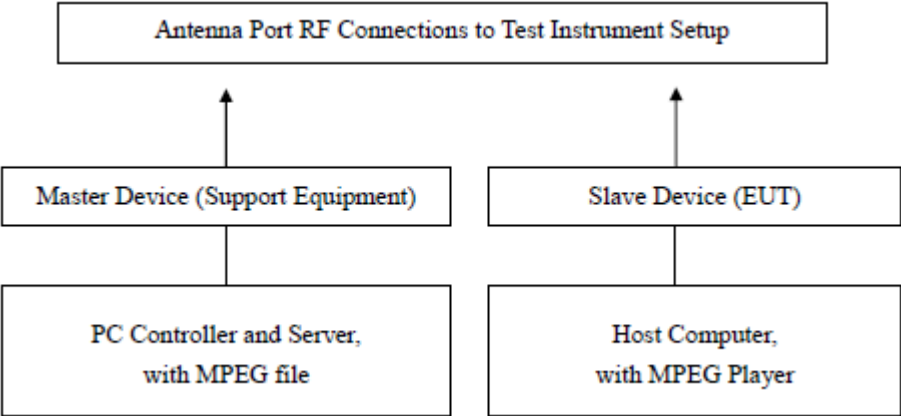 Antenna Port RF Connections to Test Instrument Setup
Master Device (Support Equipment)
Slave Device (EUT)
PC Controller and Server,
with MPEG file
Host Computer,
with MPEG Player